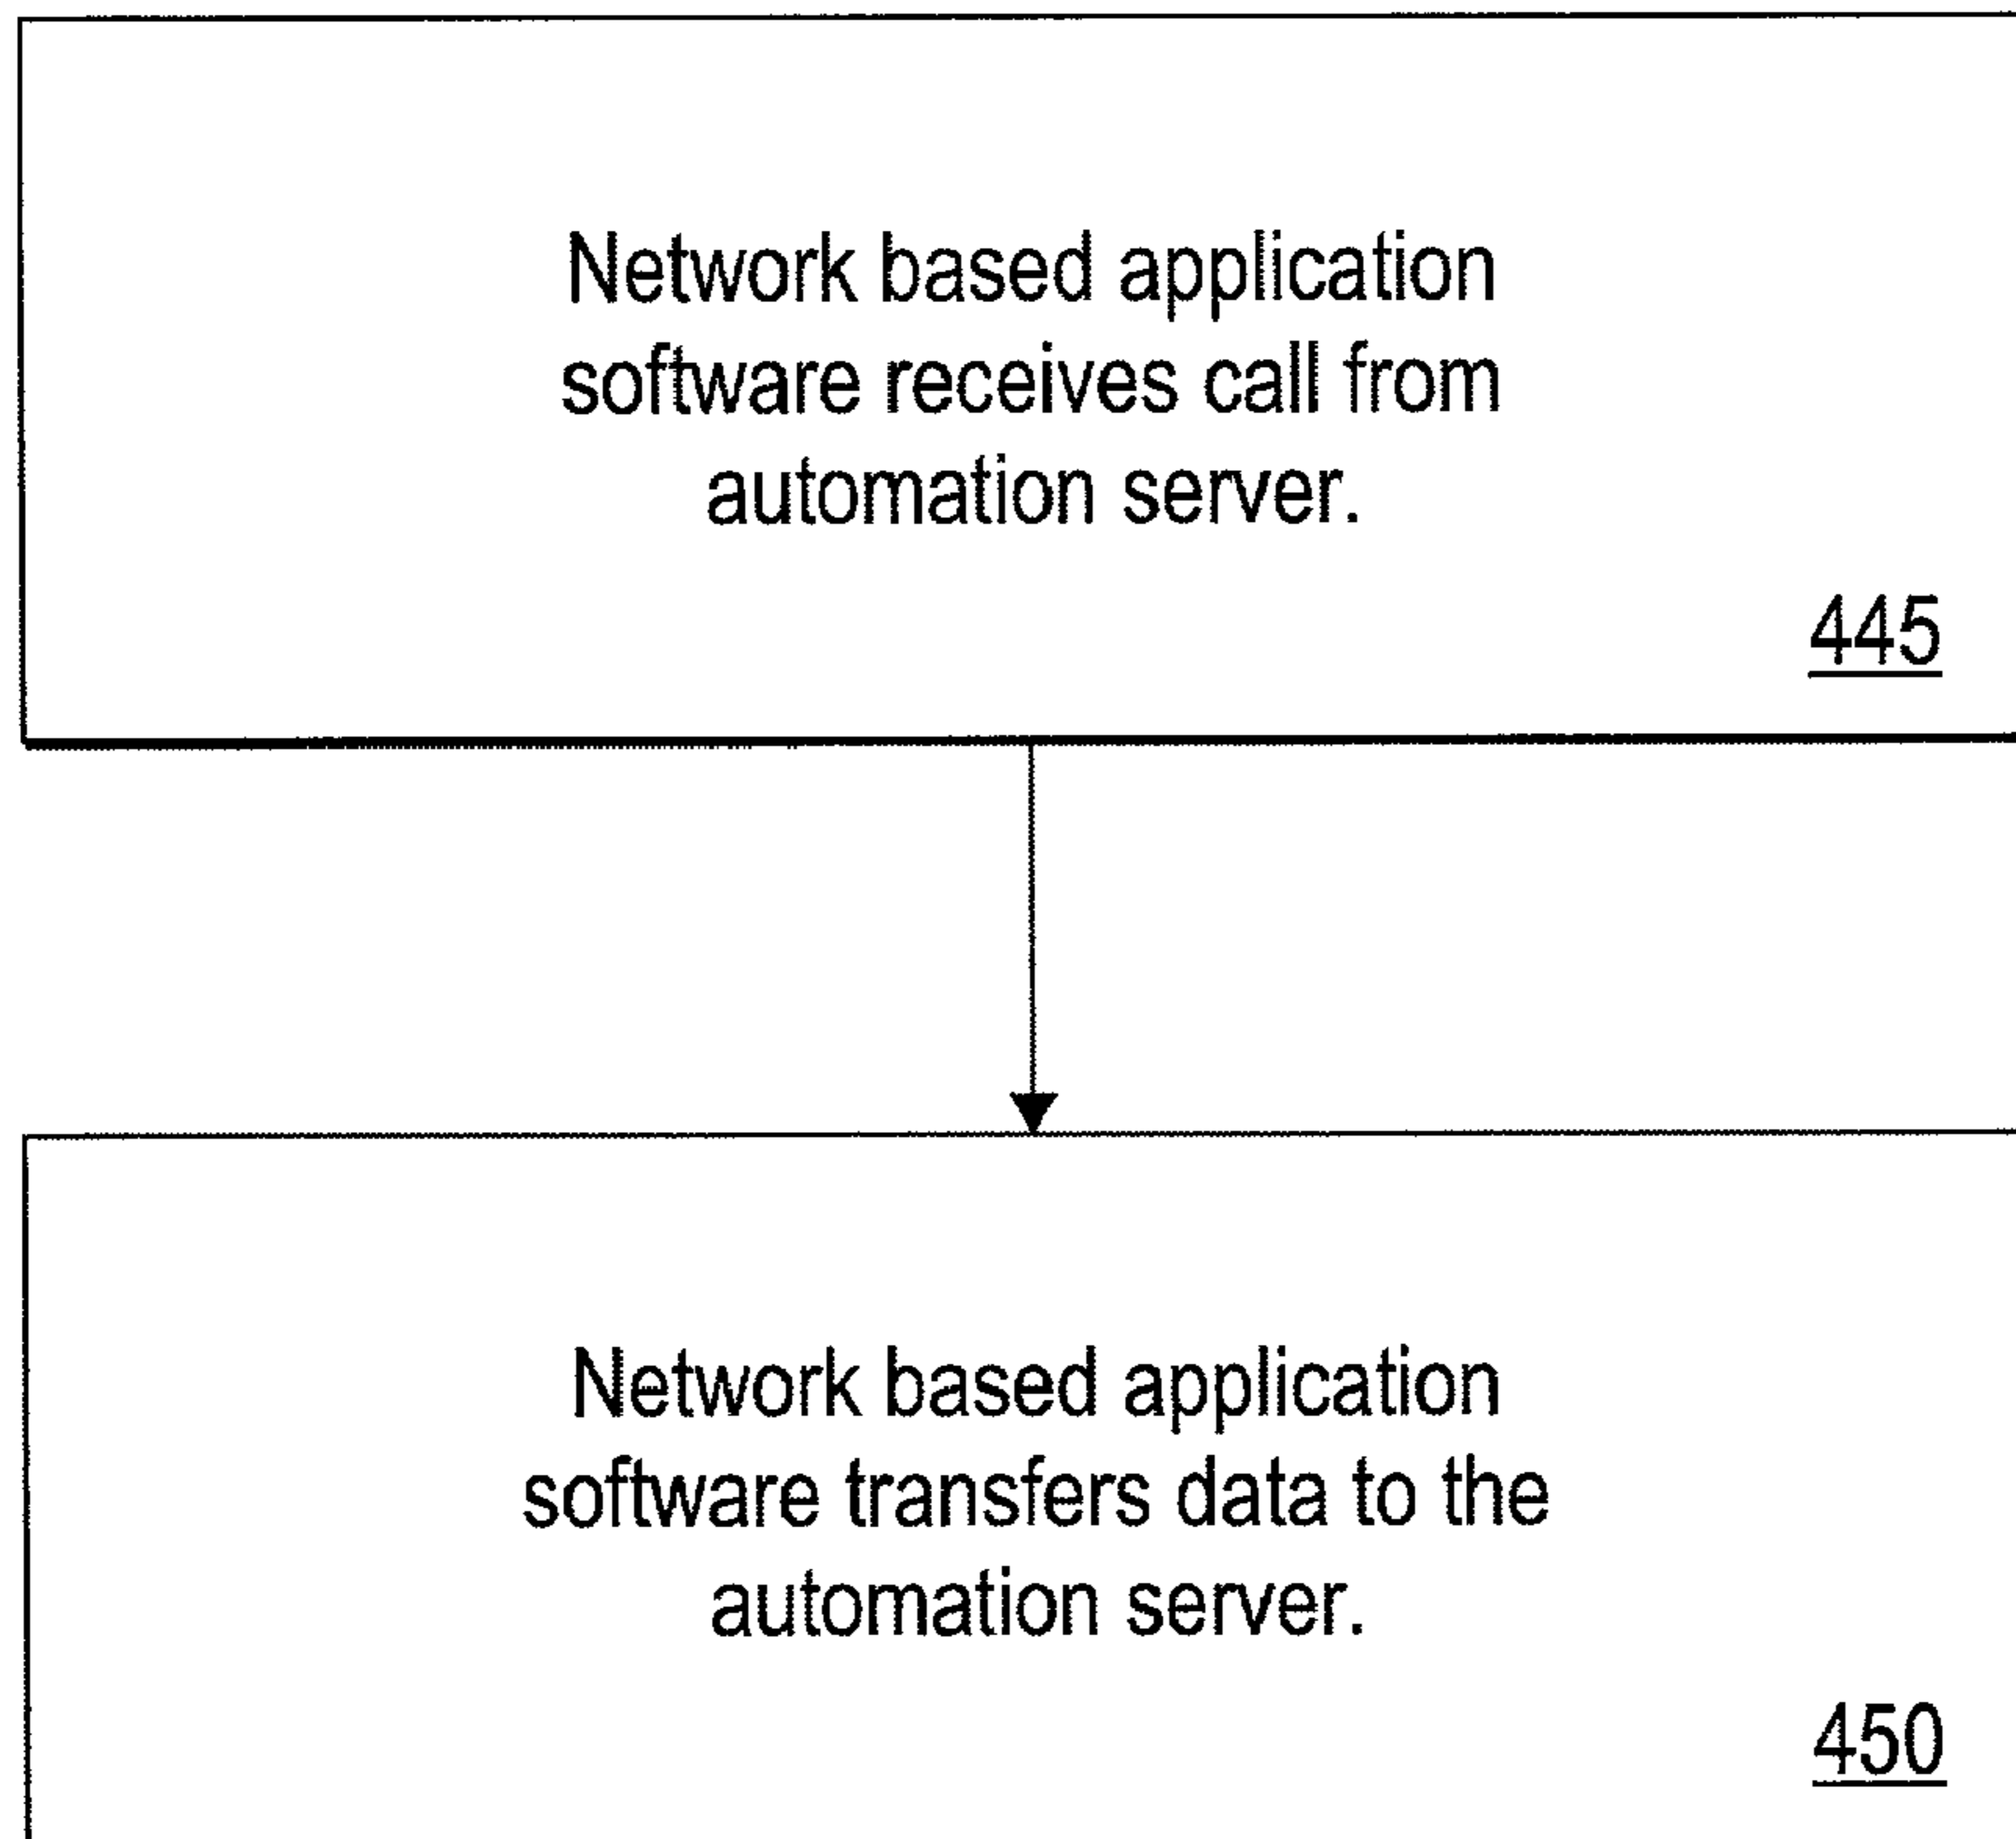 Network based application
software receives call from
automation server.
445
Network based application
software transfers data to the
automation server.
450